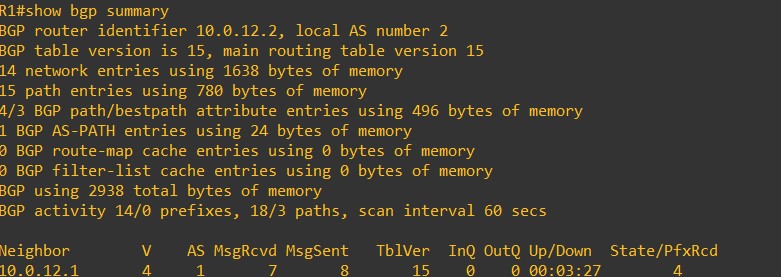 R1#show bgp summary
BGP router identifier 10.0.12.2, local AS number 2
BGP table version is 15, main routing table version 15
14 network entries using 1638 bytes of memory
15 path entries using 780 bytes of memory
4/3 BGP path/bestpath attribute entries using 496 bytes of memory
1 BGP AS-PATH entries using 24 bytes of memory
0 BGP route-map cache entries using 0 bytes of memory
0 BGP filter-list cache entries using 0 bytes of memory
BGP using 2938 total bytes of memory
BGP activity 14/0 prefixes, 18/3 paths, scan interval 60 secs
Neighbor V AS MsgRcvd MsgSent TblVer InQ OutQ Up/Down State/PfxRcd
10.0.12.1 4 1 7 8 15 0 0 00:03:27 4